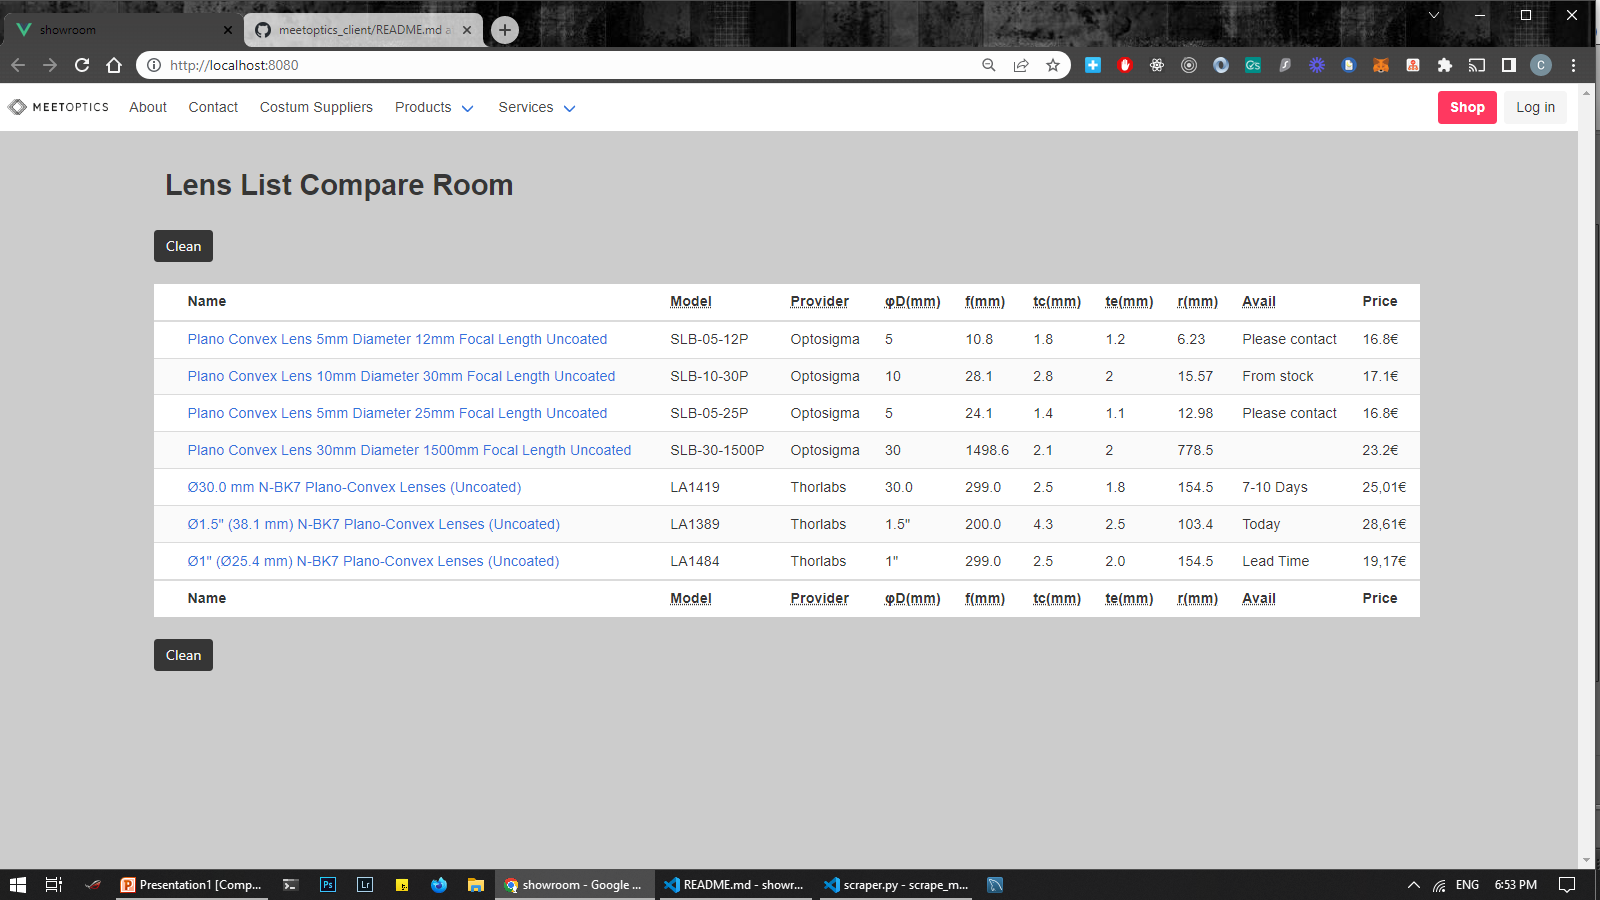 showroom
meetoptics_client/README.md a
http://localhost:8080
MEETOPTICS About Contact Costum Suppliers Products Services Shop Log in
Lens List Compare Room
Clean
Name Model Provider φD(mm) f(mm) tc(mm) te(mm) r(mm) Avail Price
Plano Convex Lens 5mm Diameter 12mm Focal Length Uncoated SLB-05-12P Optosigma 5 10.8 1.8 1.2 6.23 Please contact 16.8€
Plano Convex Lens 10mm Diameter 30mm Focal Length Uncoated SLB-10-30P Optosigma 10 28.1 2.8 2 15.57 From stock 17.1€
Plano Convex Lens 5mm Diameter 25mm Focal Length Uncoated SLB-05-25P Optosigma 5 24.1 1.4 1.1 12.98 Please contact 16.8€
Plano Convex Lens 30mm Diameter 1500mm Focal Length Uncoated SLB-30-1500P Optosigma 30 1498.6 2.1 2 778.5 23.2€
Ø30.0 mm N-BK7 Plano-Convex Lenses (Uncoated) LA1419 Thorlabs 30.0 299.0 2.5 1.8 154.5 7-10 Days 25,01€
Ø1.5" (38.1 mm) N-BK7 Plano-Convex Lenses (Uncoated) LA1389 Thorlabs 1.5" 200.0 4.3 2.5 103.4 Today 28,61€
Ø1" (Ø25.4 mm) N-BK7 Plano-Convex Lenses (Uncoated) LA1484 Thorlabs 1" 299.0 2.5 2.0 154.5 Lead Time 19,17€
Name Model Provider φD(mm) f(mm) tc(mm) te(mm) r(mm) Avail Price
Clean
Presentation1 [Comp... Ps Lr showroom - Google ... README.md - showr... scraper.py - scrape_m... ENG 6:53 PM